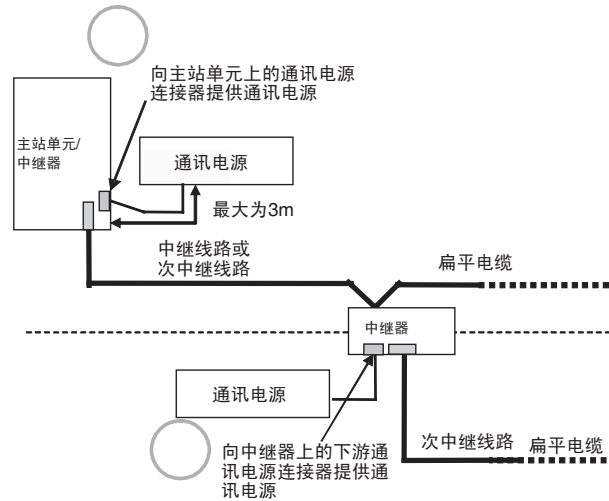 向主站单元上的通讯电源
连接器提供通讯电源
主站单元/
中继器
通讯电源
最大为3m
中继线路或
次中继线路
扁平电缆
中继器
通讯电源
向中继器上的下游通
讯电源连接器提供通
讯电源
次中继线路
扁平电缆